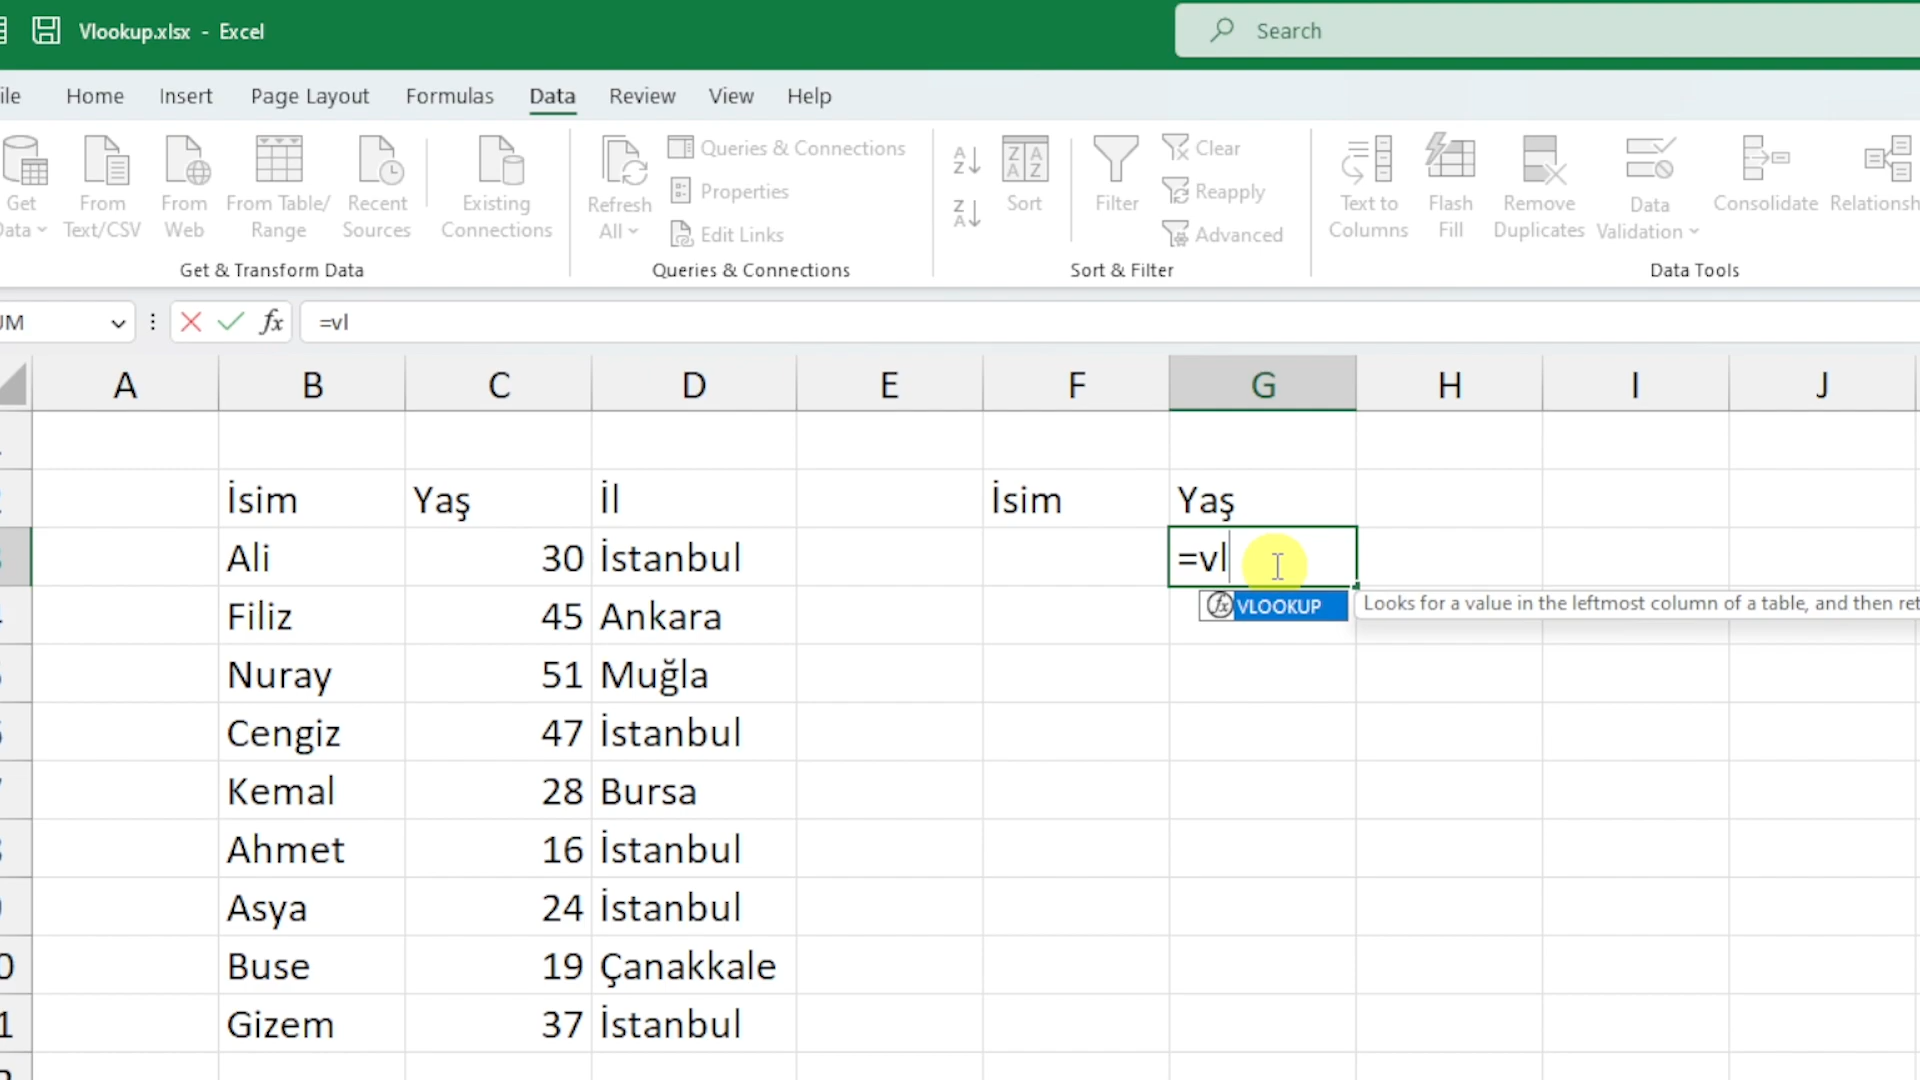 Vlookup.xlsx - Excel
Search
Home Insert Page Layout Formulas Data Review View Help
Get
From Text/CSV
From Web
From Table/ Range
Recent Sources
Existing Connections
Get & Transform Data
Refresh All
Queries & Connections
Properties
Edit Links
Queries & Connections
Sort
Filter
Clear
Reapply
Advanced
Sort & Filter
Text to Columns
Flash Fill
Remove Duplicates
Data Validation
Consolidate
Data Tools
fx =vl
A B C D E F G H I J
İsim Yaş İl İsim Yaş
Ali 30 İstanbul =vl
VLOOKUP Looks for a value in the leftmost column of a table, and then
Filiz 45 Ankara
Nuray 51 Muğla
Cengiz 47 İstanbul
Kemal 28 Bursa
Ahmet 16 İstanbul
Asya 24 İstanbul
Buse 19 Çanakkale
Gizem 37 İstanbul